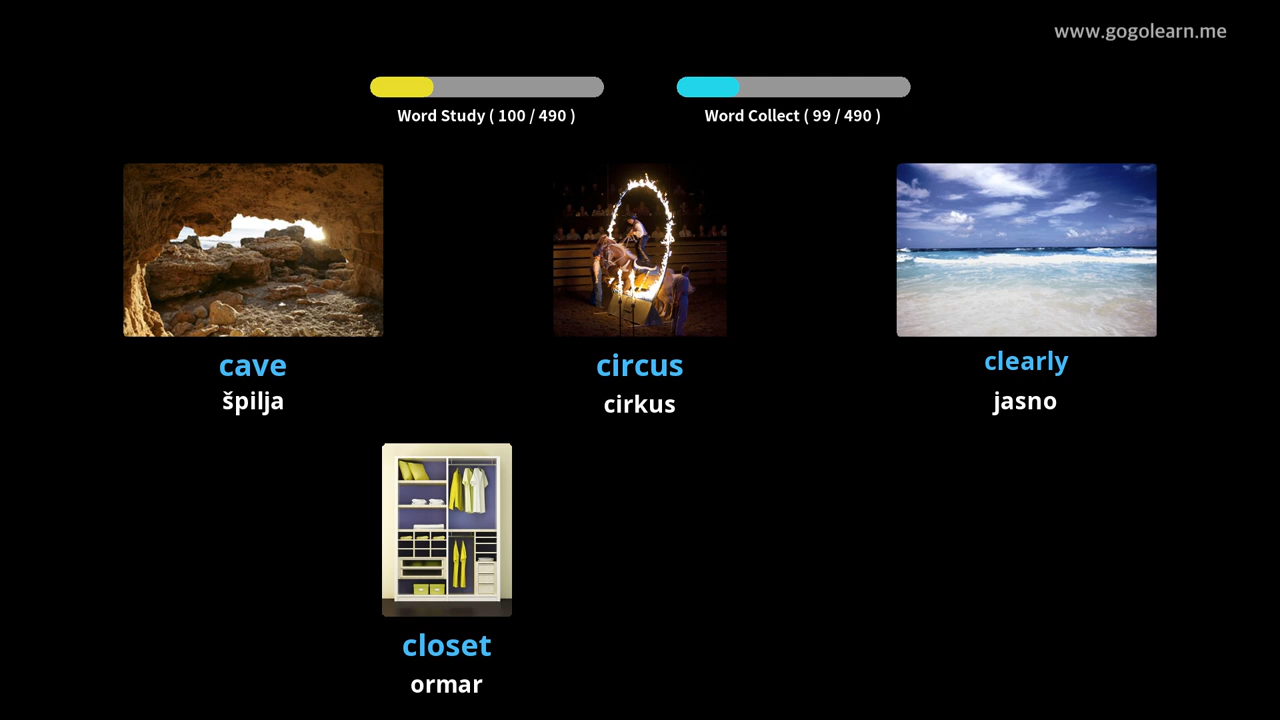 www.gogolearn.me
Word Study ( 100 / 490 )
Word Collect ( 99 / 490 )
cave
špilja
circus
cirkus
clearly
jasno
closet
ormar